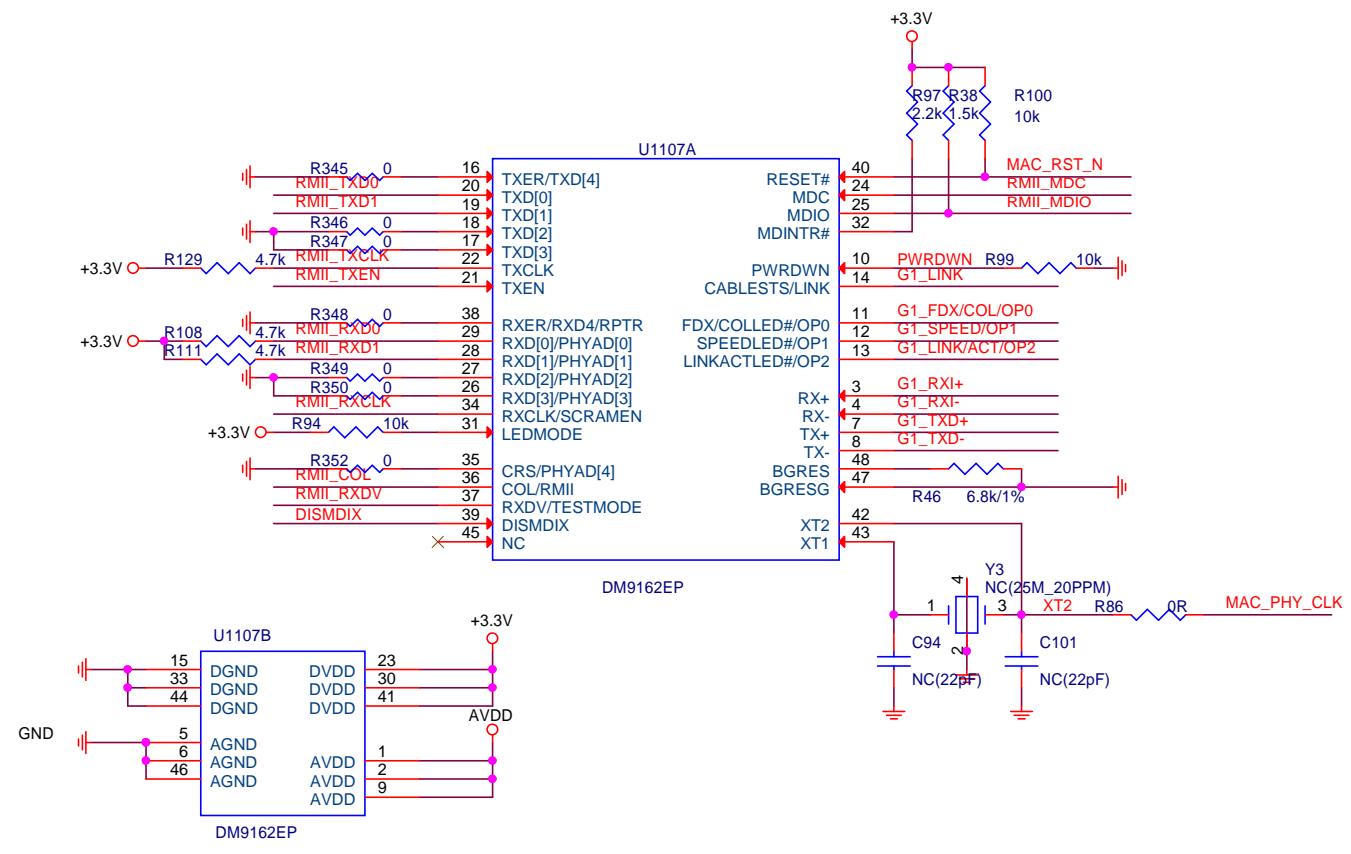 +3.3V
R97 R38 R100
2.2k 1.5k 10k
U1107A
R345 0 16 TXER/TXD[4] RESET# 40 MAC_RST_N
RMII_TXD0 20 TXD[0] MDC 24 RMII_MDC
RMII_TXD1 19 TXD[1] MDIO 25 RMII_MDIO
R346 0 18 TXD[2] MDINTR# 32
R347 0 17 TXD[3]
+3.3V R129 4.7k RMII_TXCLK 22 TXCLK PWRDWN 10 PWRDWN R99 10k
RMII_TXEN 21 TXEN CABLESTS/LINK 14 G1_LINK
R348 0 38 RXER/RXD4/RPTR FDX/COLLED#/OP0 11 G1_FDX/COL/OP0
+3.3V R108 4.7k RMII_RXD0 29 RXD[0]/PHYAD[0] SPEEDLED#/OP1 12 G1_SPEED/OP1
R111 4.7k RMII_RXD1 28 RXD[1]/PHYAD[1] LINKACTLED#/OP2 13 G1_LINK/ACT/OP2
R349 0 27 RXD[2]/PHYAD[2]
R350 0 26 RXD[3]/PHYAD[3] RX+ 3 G1_RXI+
RMII_RXCLK 34 RXCLK/SCRAMEN RX- 4 G1_RXI-
+3.3V R94 10k 31 LEDMODE TX+ 7 G1_TXD+
TX- 8 G1_TXD-
R352 0 35 CRS/PHYAD[4] BGRES 48
RMII_COL 36 COL/RMII BGRESG 47 R46 6.8k/1%
RMII_RXDV 37 RXDV/TESTMODE
DISMDIX 39 DISMDIX XT2 42
45 NC XT1 43
DM9162EP
Y3
NC(25M_20PPM)
4
1 3 XT2 R86 0R MAC_PHY_CLK
2
C94 C101
NC(22pF) NC(22pF)
U1107B
+3.3V
15 DGND DVDD 23
33 DGND DVDD 30
44 DGND DVDD 41
AVDD
GND 5 AGND
6 AGND AVDD 1
46 AGND AVDD 2
AVDD 9
DM9162EP